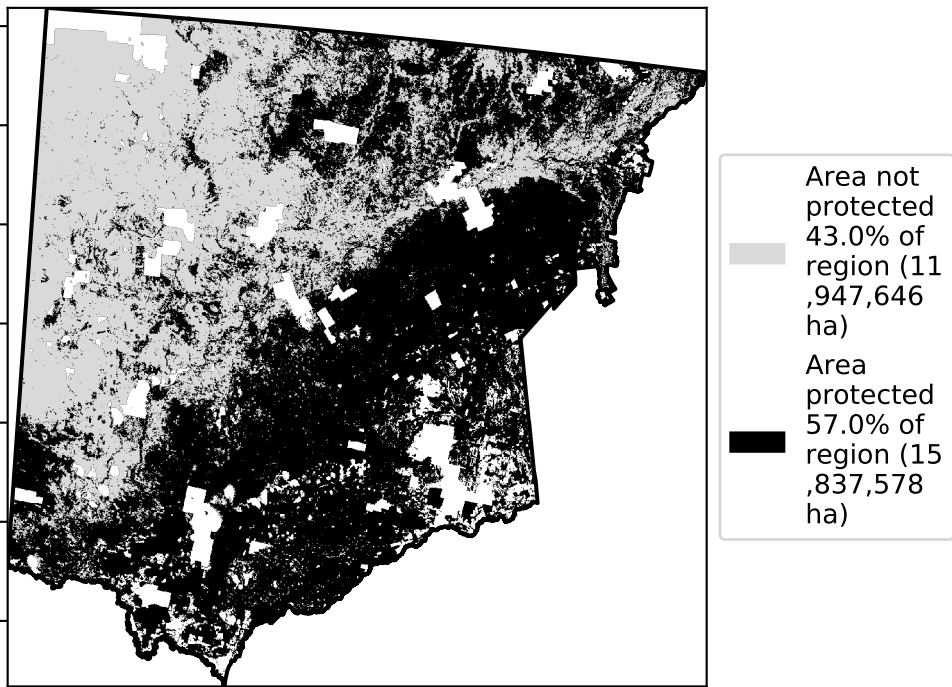 Area not
protected
43.0% of
region (11
,947,646
ha)
Area
protected
57.0% of
region (15
,837,578
ha)